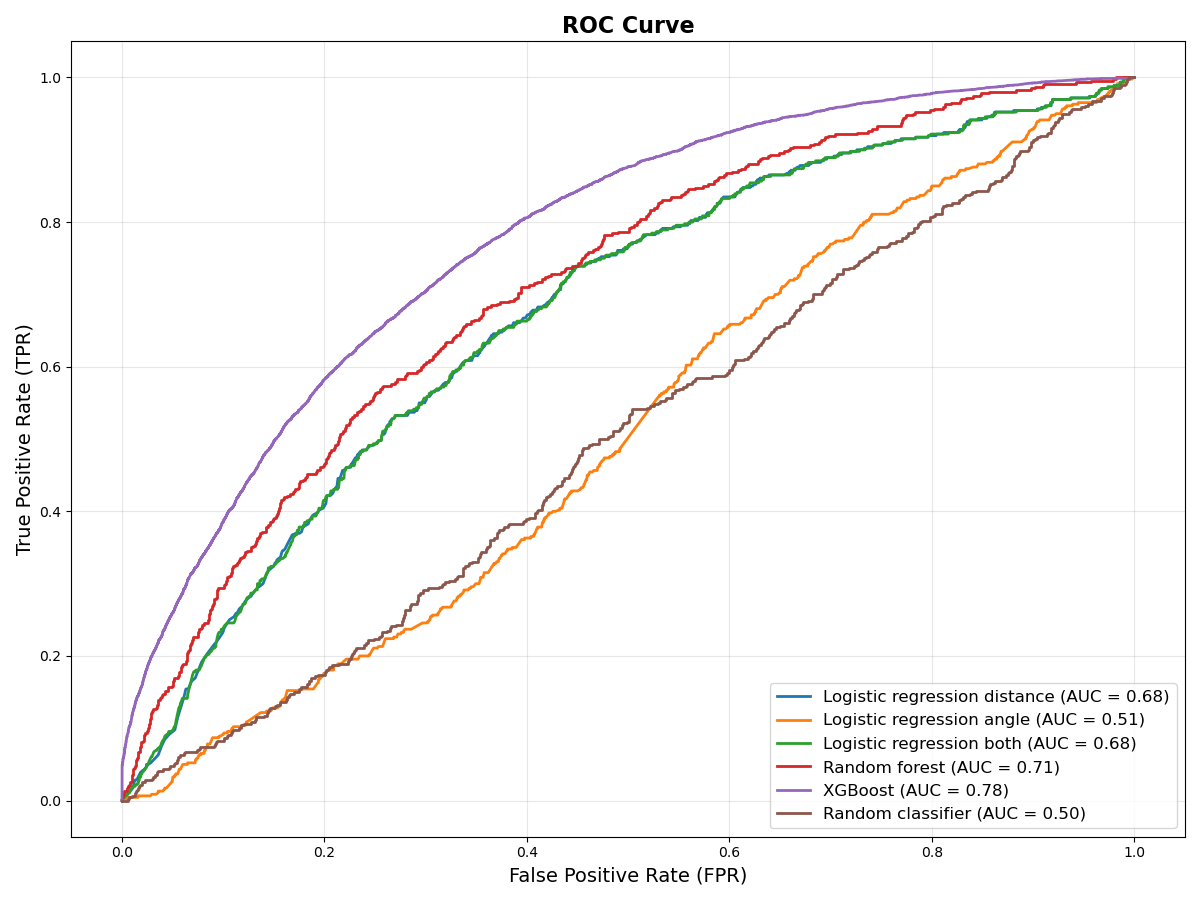 ROC Curve
True Positive Rate (TPR)
1.0
0.8
0.6
0.4
0.2
0.0
Logistic regression distance (AUC = 0.68)
Logistic regression angle (AUC = 0.51)
Logistic regression both (AUC = 0.68)
Random forest (AUC = 0.71)
XGBoost (AUC = 0.78)
Random classifier (AUC = 0.50)
0.0 0.2 0.4 0.6 0.8 1.0
False Positive Rate (FPR)